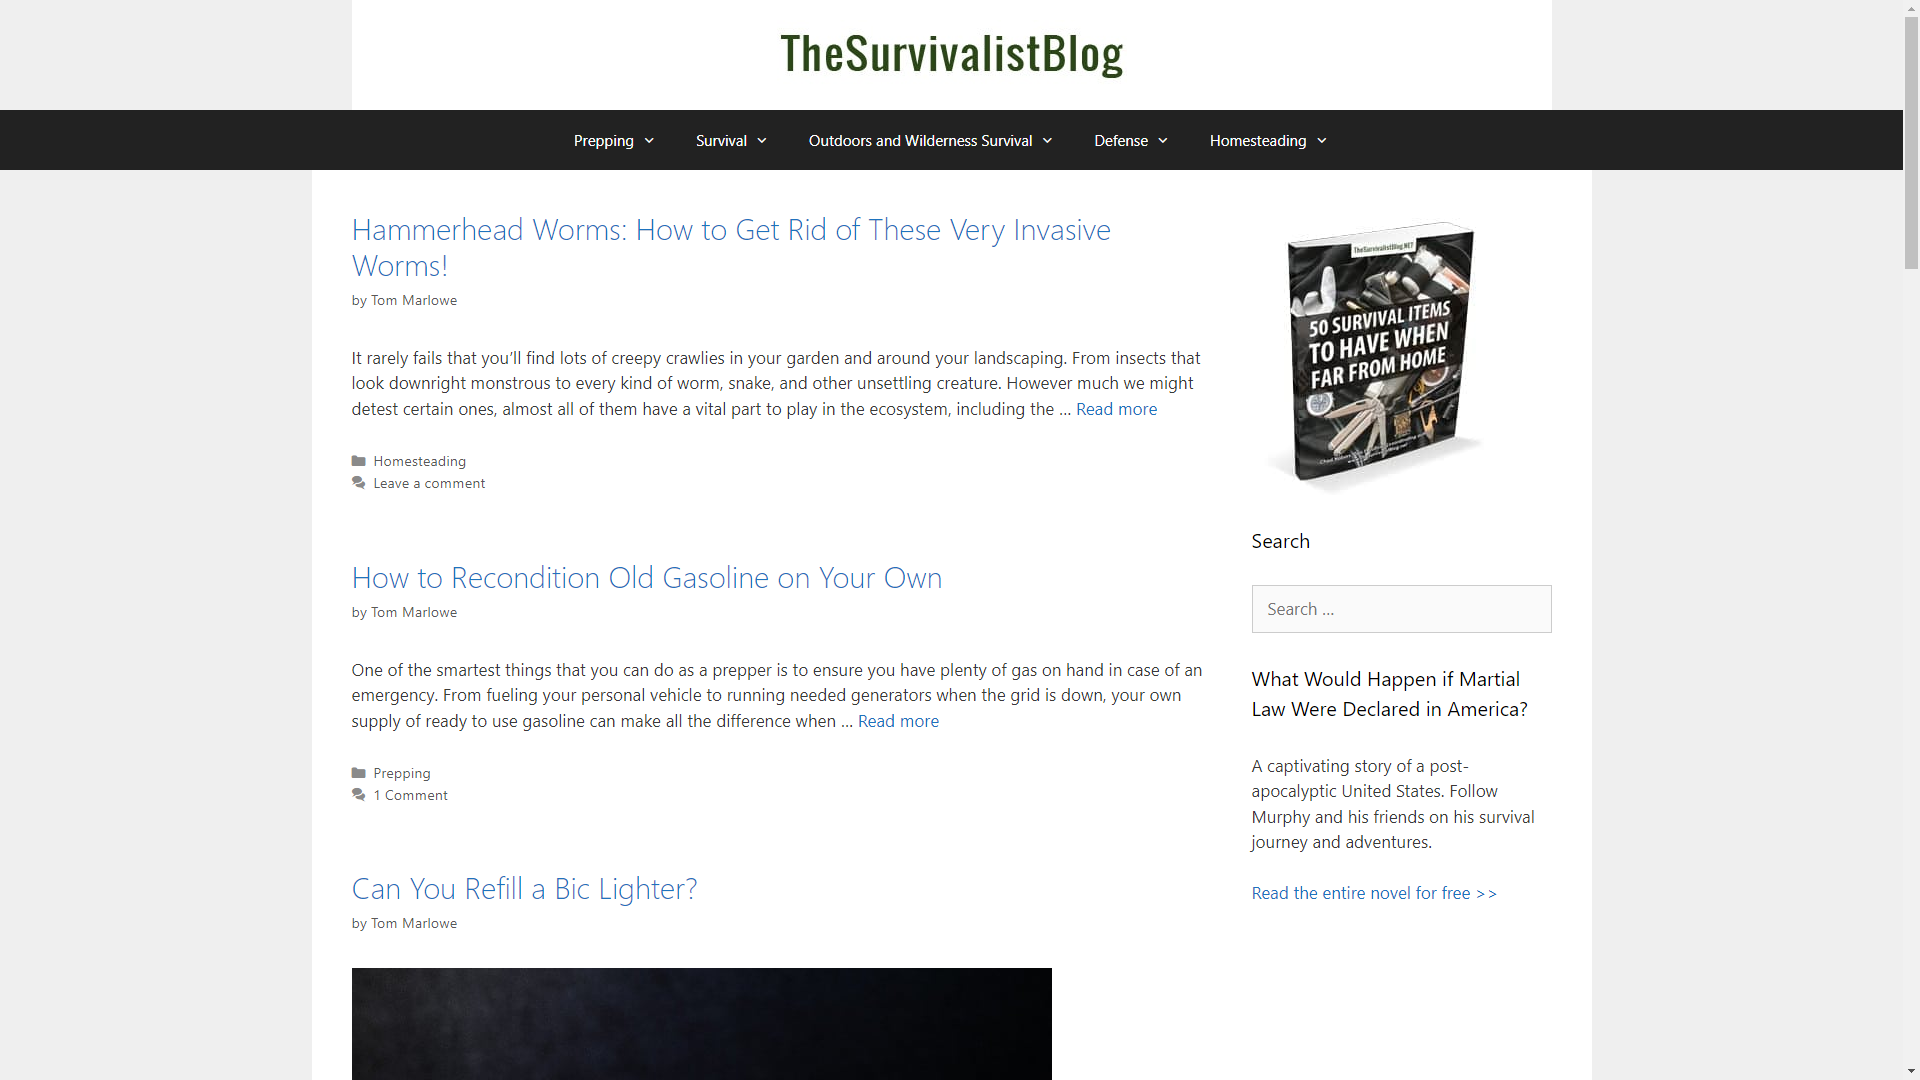 TheSurvivalistBlog
Prepping
Survival
Outdoors and Wilderness Survival
Defense
Homesteading
Hammerhead Worms: How to Get Rid of These Very Invasive
Worms!
by Tom Marlowe
It rarely fails that you’ll find lots of creepy crawlies in your garden and around your landscaping. From insects that
look downright monstrous to every kind of worm, snake, and other unsettling creature. However much we might
detest certain ones, almost all of them have a vital part to play in the ecosystem, including the … Read more
Homesteading
Leave a comment
How to Recondition Old Gasoline on Your Own
by Tom Marlowe
One of the smartest things that you can do as a prepper is to ensure you have plenty of gas on hand in case of an
emergency. From fueling your personal vehicle to running needed generators when the grid is down, your own
supply of ready to use gasoline can make all the difference when … Read more
Prepping
1 Comment
Can You Refill a Bic Lighter?
by Tom Marlowe
TheSurvivalistBlog.NET
50 SURVIVAL ITEMS
TO HAVE WHEN
FAR FROM HOME
Search
Search …
What Would Happen if Martial
Law Were Declared in America?
A captivating story of a post-
apocalyptic United States. Follow
Murphy and his friends on his survival
journey and adventures.
Read the entire novel for free >>